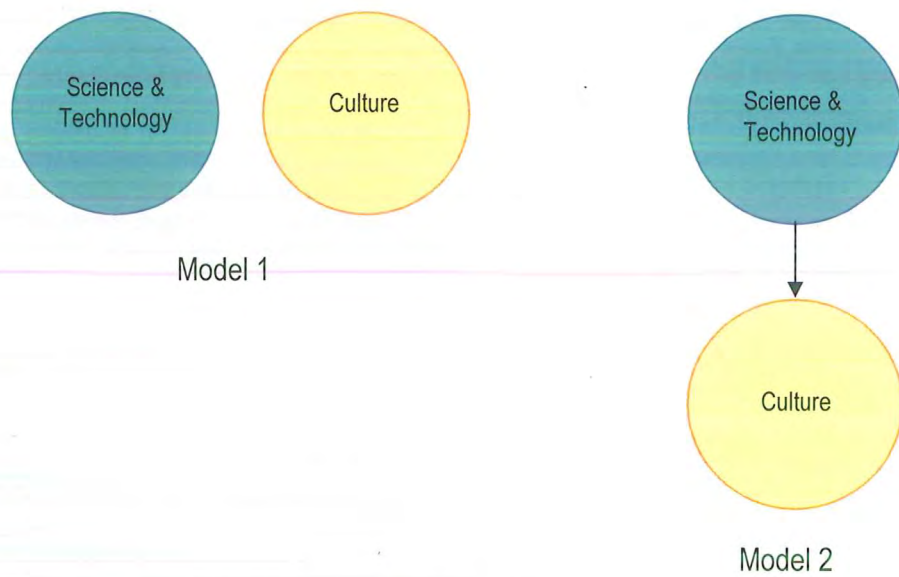 Science &
Technology
Culture
Model 1
Science &
Technology
Culture
Model 2